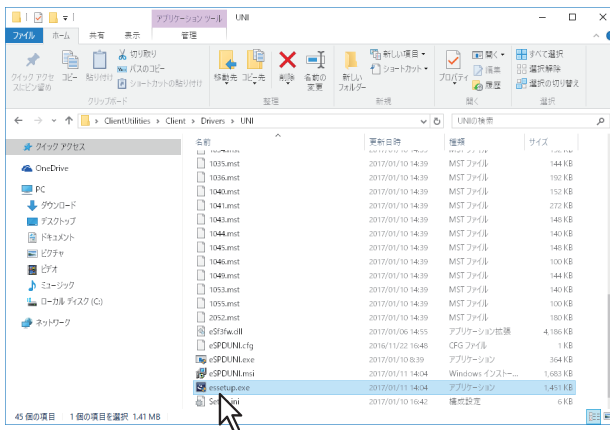 アプリケーション ツール UNI
ファイル ホーム 共有 表示 管理
クイック アクセスにピン留め
コピー
貼り付け
切り取り
パスのコピー
ショートカットの貼り付け
クリップボード
移動先
コピー先
削除
名前の変更
整理
新しいフォルダー
新しい項目
ショートカット
新規
プロパティ
開く
編集
履歴
開く
すべて選択
選択解除
選択の切り替え
選択
ClientUtilities > Client > Drivers > UNI
UNIの検索
クイック アクセス
OneDrive
PC
ダウンロード
デスクトップ
ドキュメント
ピクチャ
ビデオ
ミュージック
ローカル ディスク (C:)
ネットワーク
名前 更新日時 種類 サイズ
1035.mst 2017/01/10 14:39 MST ファイル 144 KB
1036.mst 2017/01/10 14:39 MST ファイル 192 KB
1040.mst 2017/01/10 14:39 MST ファイル 152 KB
1041.mst 2017/01/10 14:39 MST ファイル 272 KB
1043.mst 2017/01/10 14:39 MST ファイル 148 KB
1044.mst 2017/01/10 14:39 MST ファイル 140 KB
1045.mst 2017/01/10 14:39 MST ファイル 148 KB
1046.mst 2017/01/10 14:39 MST ファイル 100 KB
1049.mst 2017/01/10 14:39 MST ファイル 144 KB
1053.mst 2017/01/10 14:39 MST ファイル 140 KB
1055.mst 2017/01/10 14:39 MST ファイル 100 KB
2052.mst 2017/01/10 14:39 MST ファイル 180 KB
eSf3fw.dll 2017/01/06 14:55 アプリケーション拡張 4,186 KB
eSPDUNI.cfg 2016/11/22 16:48 CFG ファイル 1 KB
eSPDUNI.exe 2017/01/10 8:39 アプリケーション 364 KB
eSPDUNI.msi 2017/01/11 14:04 Windows インストー... 1,683 KB
essetup.exe 2017/01/11 14:04 アプリケーション 1,451 KB
2017/01/10 16:42 構成設定 6 KB
45 個の項目 1 個の項目を選択 1.41 MB